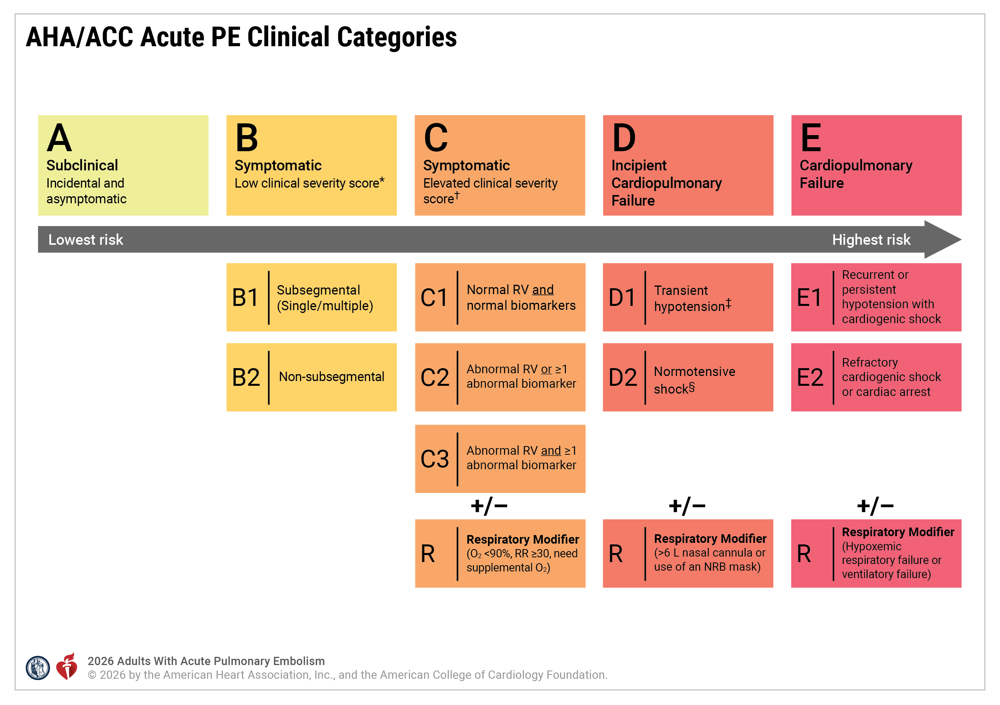 AHA/ACC Acute PE Clinical Categories
A
Subclinical
Incidental and
asymptomatic
B
Symptomatic
Low clinical severity score*
C
Symptomatic
Elevated clinical severity
score†
D
Incipient
Cardiopulmonary
Failure
E
Cardiopulmonary
Failure
Lowest risk
Highest risk
B1
Subsegmental
(Single/multiple)
C1
Normal RV and
normal biomarkers
D1
Transient
hypotension‡
E1
Recurrent or
persistent
hypotension with
cardiogenic shock
B2
Non-subsegmental
C2
Abnormal RV or ≥1
abnormal biomarker
D2
Normotensive
shock§
E2
Refractory
cardiogenic shock
or cardiac arrest
C3
Abnormal RV and ≥1
abnormal biomarker
+/–
+/–
+/–
R
Respiratory Modifier
(O₂ <90%, RR ≥30, need
supplemental O₂)
R
Respiratory Modifier
(>6 L nasal cannula or
use of an NRB mask)
R
Respiratory Modifier
(Hypoxemic
respiratory failure or
ventilatory failure)
2026 Adults With Acute Pulmonary Embolism
© 2026 by the American Heart Association, Inc., and the American College of Cardiology Foundation.